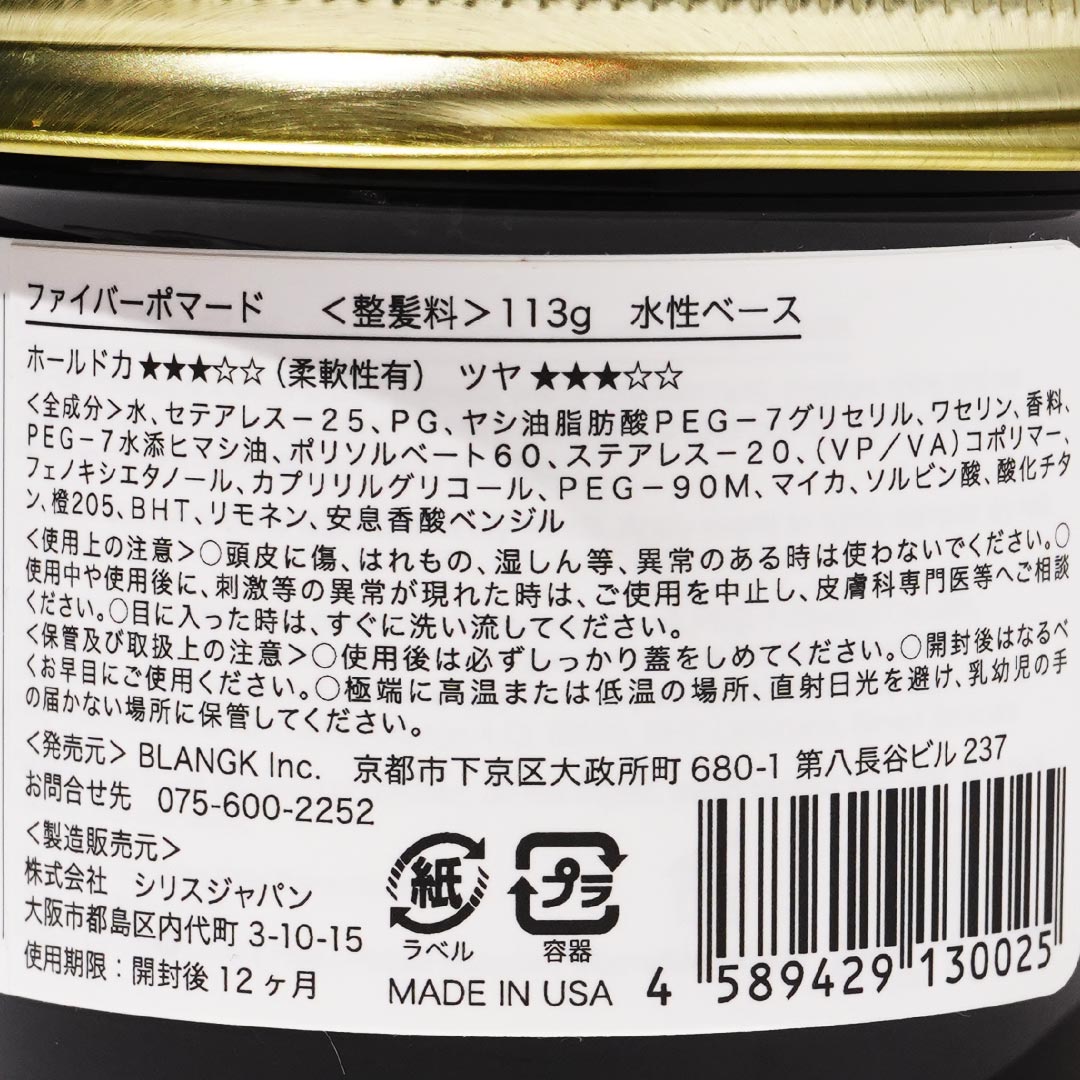 ファイバーポマード　＜整髪料＞113g　水性ベース
ホールド力★★★☆☆（柔軟性有）　ツヤ★★★☆☆
＜全成分＞水、セテアレス－25、PG、ヤシ油脂肪酸PEG－7グリセリル、ワセリン、香料、
PEG－7水添ヒマシ油、ポリソルベート60、ステアレス－20、（VP／VA）コポリマー、
フェノキシエタノール、カプリリルグリコール、PEG－90M、マイカ、ソルビン酸、酸化チタ
ン、橙205、BHT、リモネン、安息香酸ベンジル
＜使用上の注意＞○頭皮に傷、はれもの、湿しん等、異常のある時は使わないでください。○
使用中や使用後に、刺激等の異常が現れた時は、ご使用を中止し、皮膚科専門医等へご相談
ください。○目に入った時は、すぐに洗い流してください。
＜保管及び取扱上の注意＞○使用後は必ずしっかり蓋をしめてください。○開封後はなるべ
くお早目にご使用ください。○極端に高温または低温の場所、直射日光を避け、乳幼児の手
の届かない場所に保管してください。
＜発売元＞BLANGK Inc.　京都市下京区大政所町 680-1 第八長谷ビル 237
お問合せ先　075-600-2252
＜製造販売元＞
株式会社　シリスジャパン
大阪市都島区内代町 3-10-15
使用期限：開封後 12ヶ月
紙
ラベル
プラ
容器
MADE IN USA
4 589429 130025